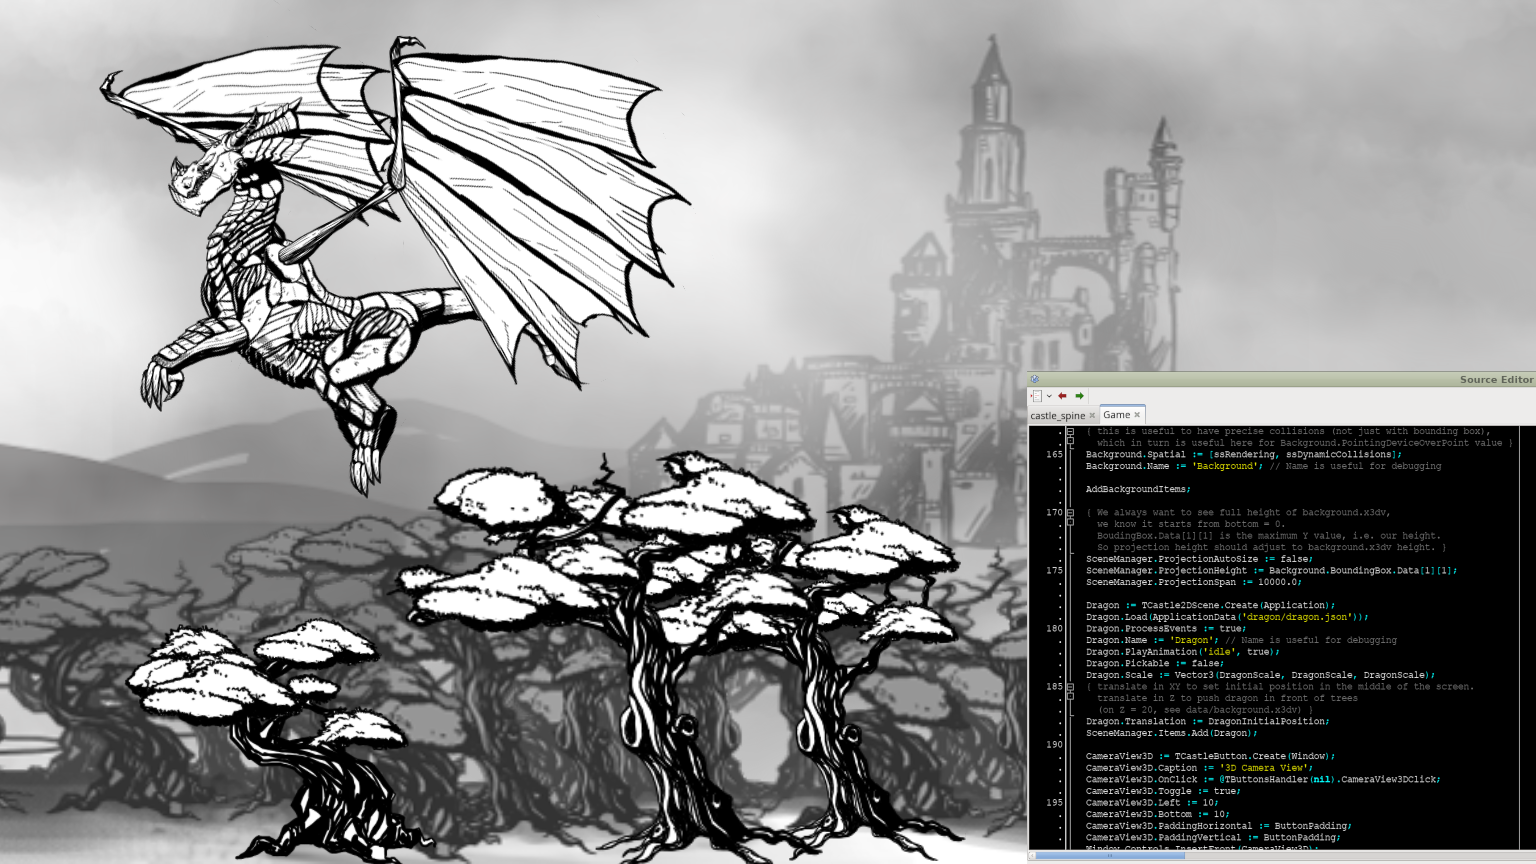 Source Editor
castle_spine
Game
{ this is useful to have precise collisions (not just with bounding box),
which in turn is useful here for Background.PointingDeviceOverPoint value }
165 Background.Spatial := [ssRendering, ssDynamicCollisions];
Background.Name := 'Background'; // Name is useful for debugging
AddBackgroundItems;
170 { We always want to see full height of background.x3dv,
we know it starts from bottom = 0.
BoudingBox.Data[1][1] is the maximum Y value, i.e. our height.
So projection height should adjust to background.x3dv height. }
SceneManager.ProjectionAutoSize := false;
175 SceneManager.ProjectionHeight := Background.BoundingBox.Data[1][1];
SceneManager.ProjectionSpan := 10000.0;
Dragon := TCastle2DScene.Create(Application);
Dragon.Load(ApplicationData('dragon/dragon.json'));
180 Dragon.ProcessEvents := true;
Dragon.Name := 'Dragon'; // Name is useful for debugging
Dragon.PlayAnimation('idle', true);
Dragon.Pickable := false;
Dragon.Scale := Vector3(DragonScale, DragonScale, DragonScale);
185 { translate in XY to set initial position in the middle of the screen.
translate in Z to push dragon in front of trees
(on Z = 20, see data/background.x3dv) }
Dragon.Translation := DragonInitialPosition;
SceneManager.Items.Add(Dragon);
190
CameraView3D := TCastleButton.Create(Window);
CameraView3D.Caption := '3D Camera View';
CameraView3D.OnClick := @TButtonsHandler(nil).CameraView3DClick;
CameraView3D.Toggle := true;
195 CameraView3D.Left := 10;
CameraView3D.Bottom := 10;
CameraView3D.PaddingHorizontal := ButtonPadding;
CameraView3D.PaddingVertical := ButtonPadding;
Window.Controls.InsertFront(CameraView3D);